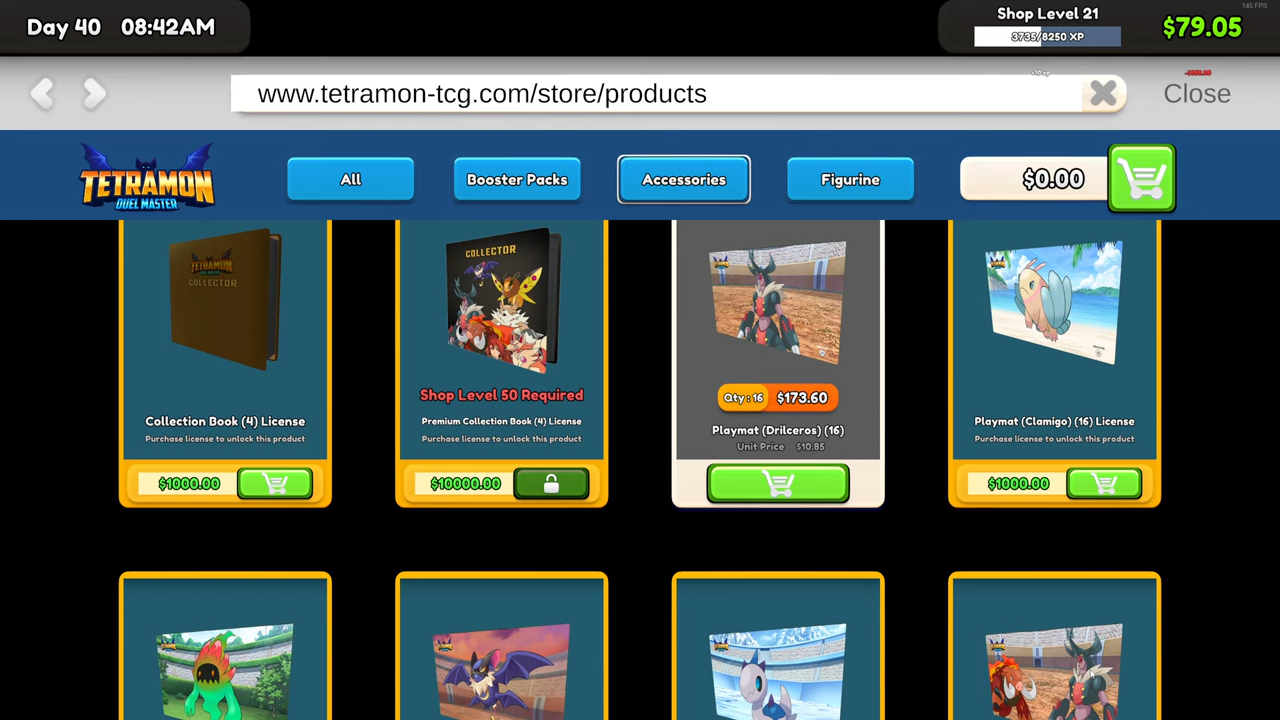 145 FPS
Day 40 08:42AM
Shop Level 21
3735/8250 XP
$79.05
www.tetramon-tcg.com/store/products
Close
TETRAMON
DUEL MASTER
All
Booster Packs
Accessories
Figurine
$0.00
TETRAMON
COLLECTOR
Collection Book (4) License
Purchase license to unlock this product
$1000.00
COLLECTOR
Shop Level 50 Required
Premium Collection Book (4) License
Purchase license to unlock this product
$10000.00
Qty : 16 $173.60
Playmat (Drilceros) (16)
Unit Price $10.85
Playmat (Clamigo) (16) License
Purchase license to unlock this product
$1000.00